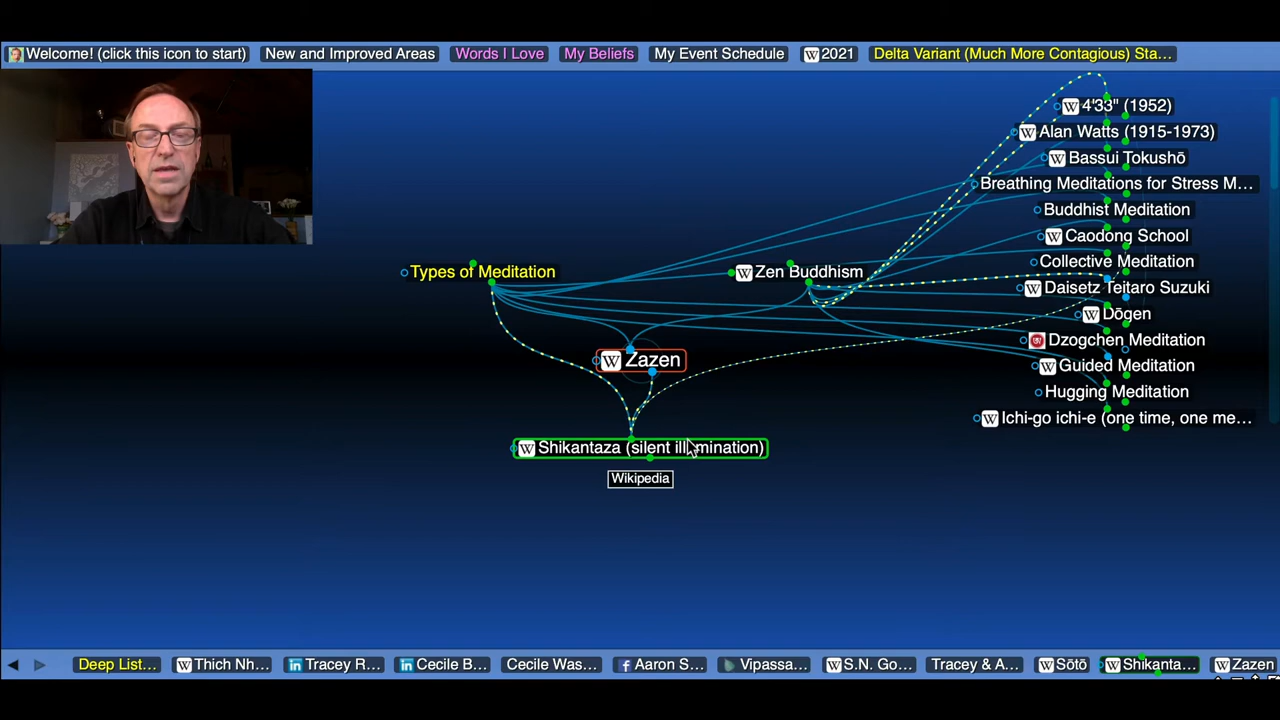 Welcome! (click this icon to start) New and Improved Areas Words I Love My Beliefs My Event Schedule W 2021 Delta Variant (Much More Contagious) Sta...
W 4'33" (1952)
W Alan Watts (1915-1973)
W Bassui Tokushō
Breathing Meditations for Stress M...
Buddhist Meditation
W Caodong School
Collective Meditation
Types of Meditation W Zen Buddhism
W Daisetz Teitaro Suzuki
W Dōgen
Dzogchen Meditation
W Zazen
W Guided Meditation
Hugging Meditation
W Ichi-go ichi-e (one time, one me...
W Shikantaza (silent illumination)
Wikipedia
Deep List... W Thich Nh... in Tracey R... in Cecile B... Cecile Was... f Aaron S... Vipassa... W S.N. Go... Tracey & A... W Sōtō W Shikanta... W Zazen